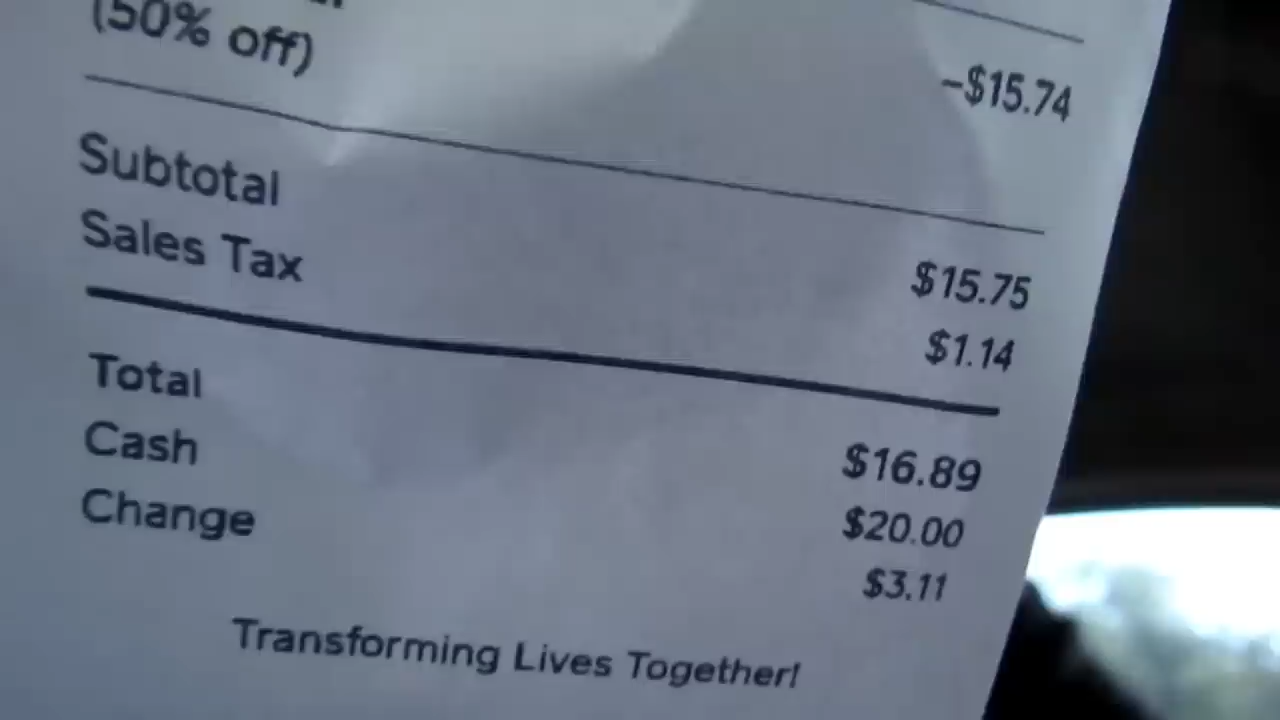 (50% off)
-$15.74
Subtotal $15.75
Sales Tax $1.14
Total $16.89
Cash $20.00
Change $3.11
Transforming Lives Together!